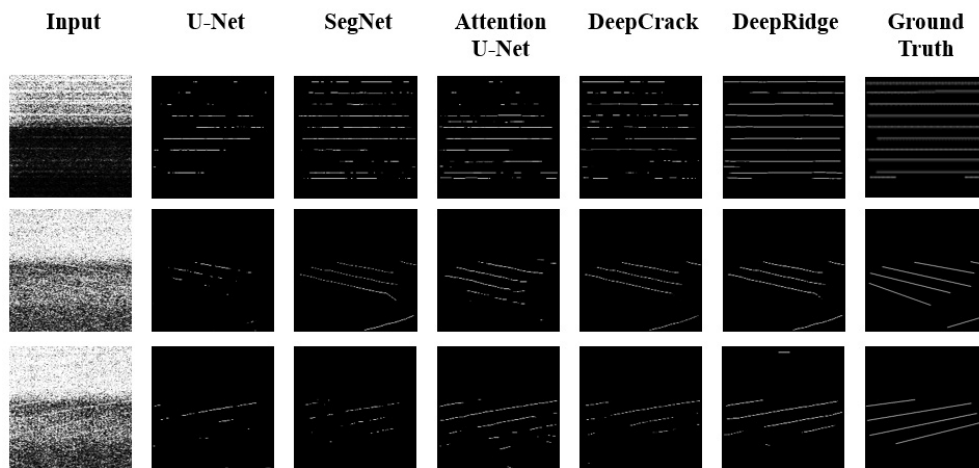 Input U-Net SegNet Attention DeepCrack DeepRidge Ground
U-Net Truth